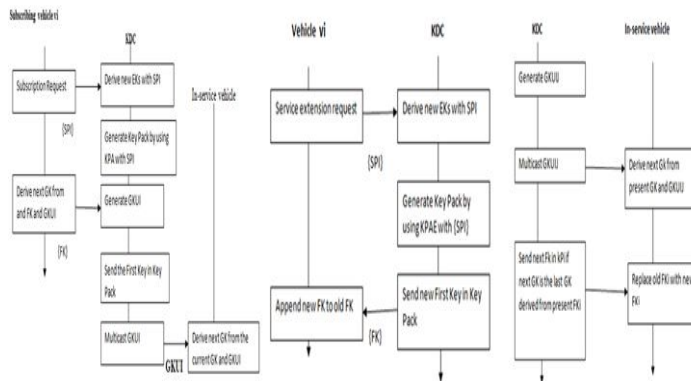 Subscribing vehicle vi
KDC
Subscription Request
{SPI}
Derive new EKs with SPI
In-service vehicle
Generate Key Pack by using
KPA with SPI
Derive next GK from
and FK and GKUI
{FK}
Generate GKUI
Send the First Key in Key
Pack
Multicast GKUI
GKUI
Derive next GK from the
current GK and GKUI
Vehicle vi
KDC
Service extension request
{SPI}
Derive new EKs with SPI
Generate Key Pack by
using KPAE with {SPI}
Append new FK to old FK
{FK}
Send new First Key in Key
Pack
KDC
In-service vehicle
Generate GKUU
Multicast GKUU
Derive next Gk from
present GK and GKUU
Send next Fk in kPi if
next GK is the last GK
derived from present FKi
Replace old FKi with new
FKi